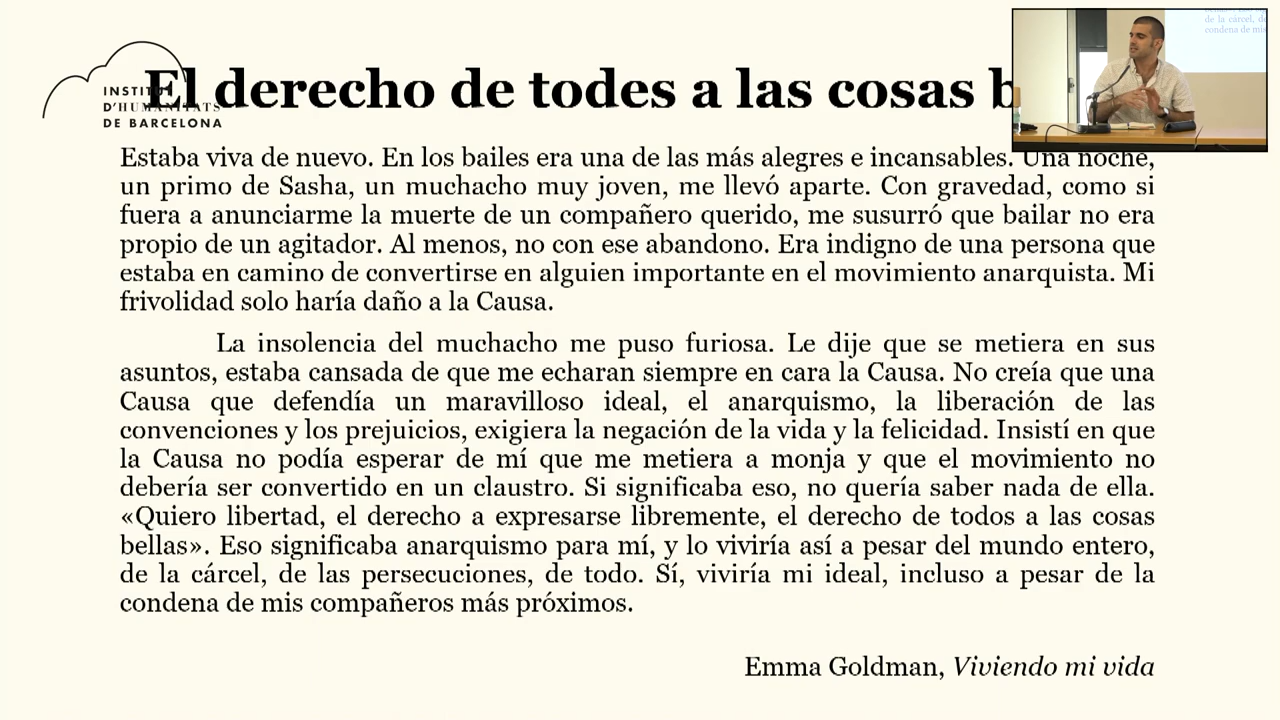 El derecho de todes a las cosas b
INSTITUT
D'HUMANITATS
DE BARCELONA
de la cárcel, de
condena de mis
Estaba viva de nuevo. En los bailes era una de las más alegres e incansables. Una noche,
un primo de Sasha, un muchacho muy joven, me llevó aparte. Con gravedad, como si
fuera a anunciarme la muerte de un compañero querido, me susurró que bailar no era
propio de un agitador. Al menos, no con ese abandono. Era indigno de una persona que
estaba en camino de convertirse en alguien importante en el movimiento anarquista. Mi
frivolidad solo haría daño a la Causa.
La insolencia del muchacho me puso furiosa. Le dije que se metiera en sus
asuntos, estaba cansada de que me echaran siempre en cara la Causa. No creía que una
Causa que defendía un maravilloso ideal, el anarquismo, la liberación de las
convenciones y los prejuicios, exigiera la negación de la vida y la felicidad. Insistí en que
la Causa no podía esperar de mí que me metiera a monja y que el movimiento no
debería ser convertido en un claustro. Si significaba eso, no quería saber nada de ella.
«Quiero libertad, el derecho a expresarse libremente, el derecho de todos a las cosas
bellas». Eso significaba anarquismo para mí, y lo viviría así a pesar del mundo entero,
de la cárcel, de las persecuciones, de todo. Sí, viviría mi ideal, incluso a pesar de la
condena de mis compañeros más próximos.
Emma Goldman, Viviendo mi vida